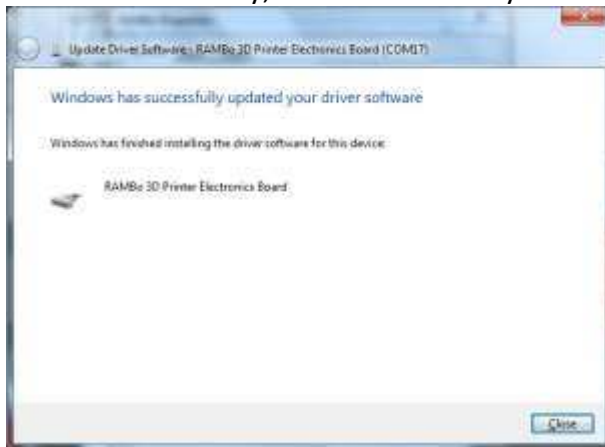 Update Driver Software - RAMBo 3D Printer Electronics Board (COM17)
Windows has successfully updated your driver software
Windows has finished installing the driver software for this device:
RAMBo 3D Printer Electronics Board
Close